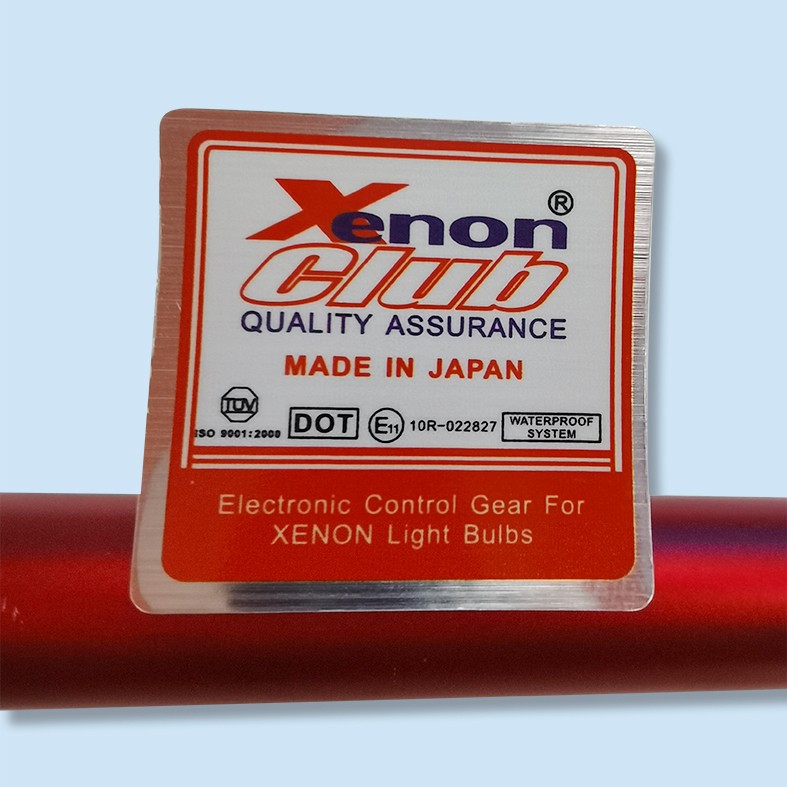 Xenon®
Club
QUALITY ASSURANCE
MADE IN JAPAN
TÜV
ISO 9001:2008
DOT
E11
10R-022827
WATERPROOF
SYSTEM
Electronic Control Gear For
XENON Light Bulbs